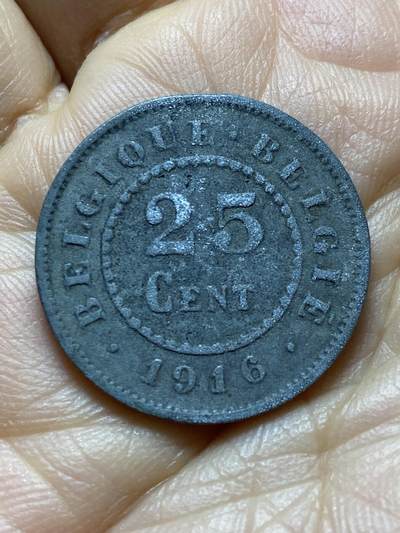 BELGIQUE · BELGIË
25
CENT
· 1916 ·